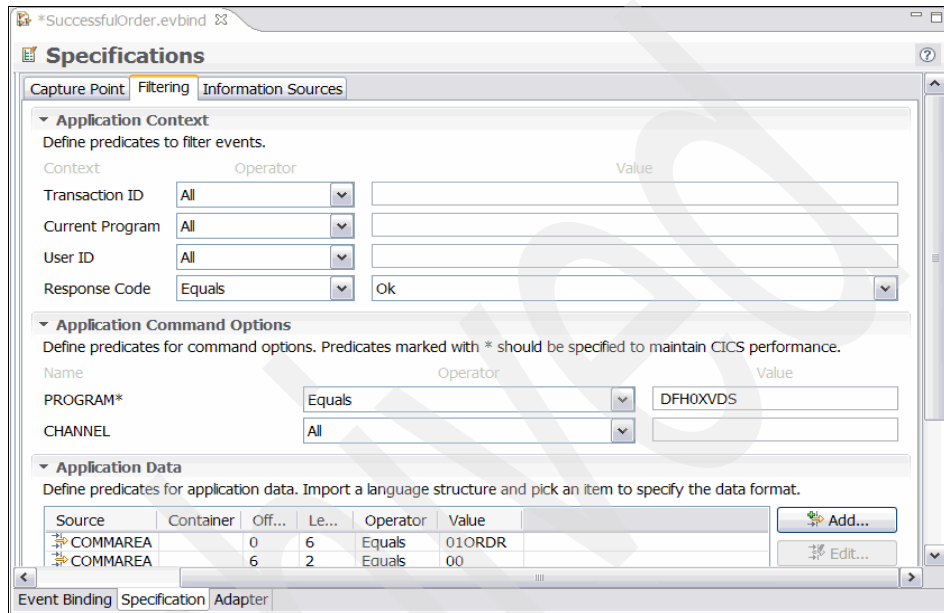 *SuccessfulOrder.evbind
Specifications
Capture Point Filtering Information Sources
Application Context
Define predicates to filter events.
Context Operator Value
Transaction ID All
Current Program All
User ID All
Response Code Equals Ok
Application Command Options
Define predicates for command options. Predicates marked with * should be specified to maintain CICS performance.
Name Operator Value
PROGRAM* Equals DFH0XVDS
CHANNEL All
Application Data
Define predicates for application data. Import a language structure and pick an item to specify the data format.
Source Container Off... Le... Operator Value Add...
COMMAREA 0 6 Equals 01ORDR
COMMAREA 6 2 Equals 00 Edit...
Event Binding Specification Adapter